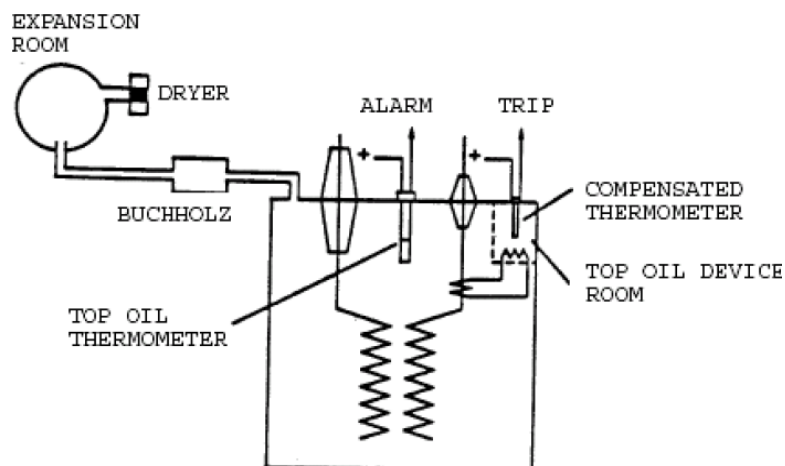 EXPANSION
ROOM
DRYER
ALARM
TRIP
+
+
BUCHHOLZ
COMPENSATED
THERMOMETER
TOP OIL DEVICE
ROOM
TOP OIL
THERMOMETER